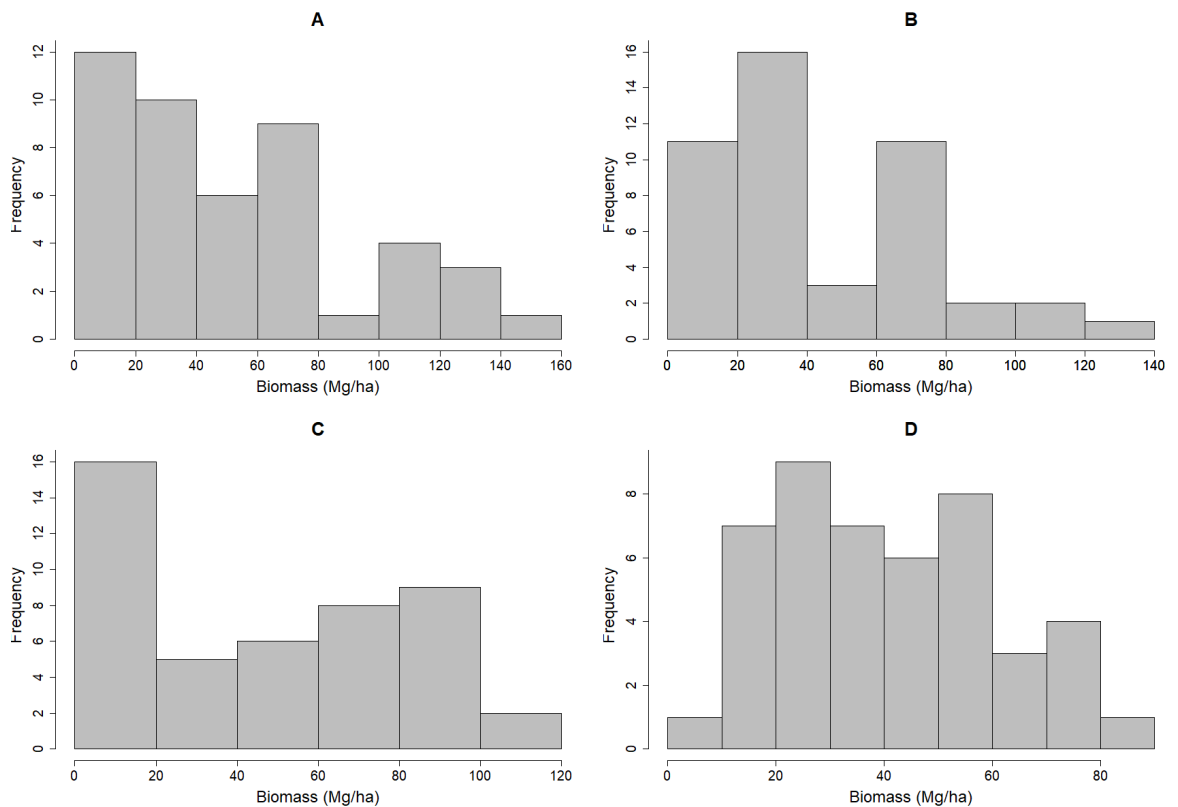 A
Frequency
0 2 4 6 8 10 12
0 20 40 60 80 100 120 140 160
Biomass (Mg/ha)
B
Frequency
0 2 4 6 8 10 12 14 16
0 20 40 60 80 100 120 140
Biomass (Mg/ha)
C
Frequency
0 2 4 6 8 10 12 14 16
0 20 40 60 80 100 120
Biomass (Mg/ha)
D
Frequency
0 2 4 6 8
0 20 40 60 80
Biomass (Mg/ha)